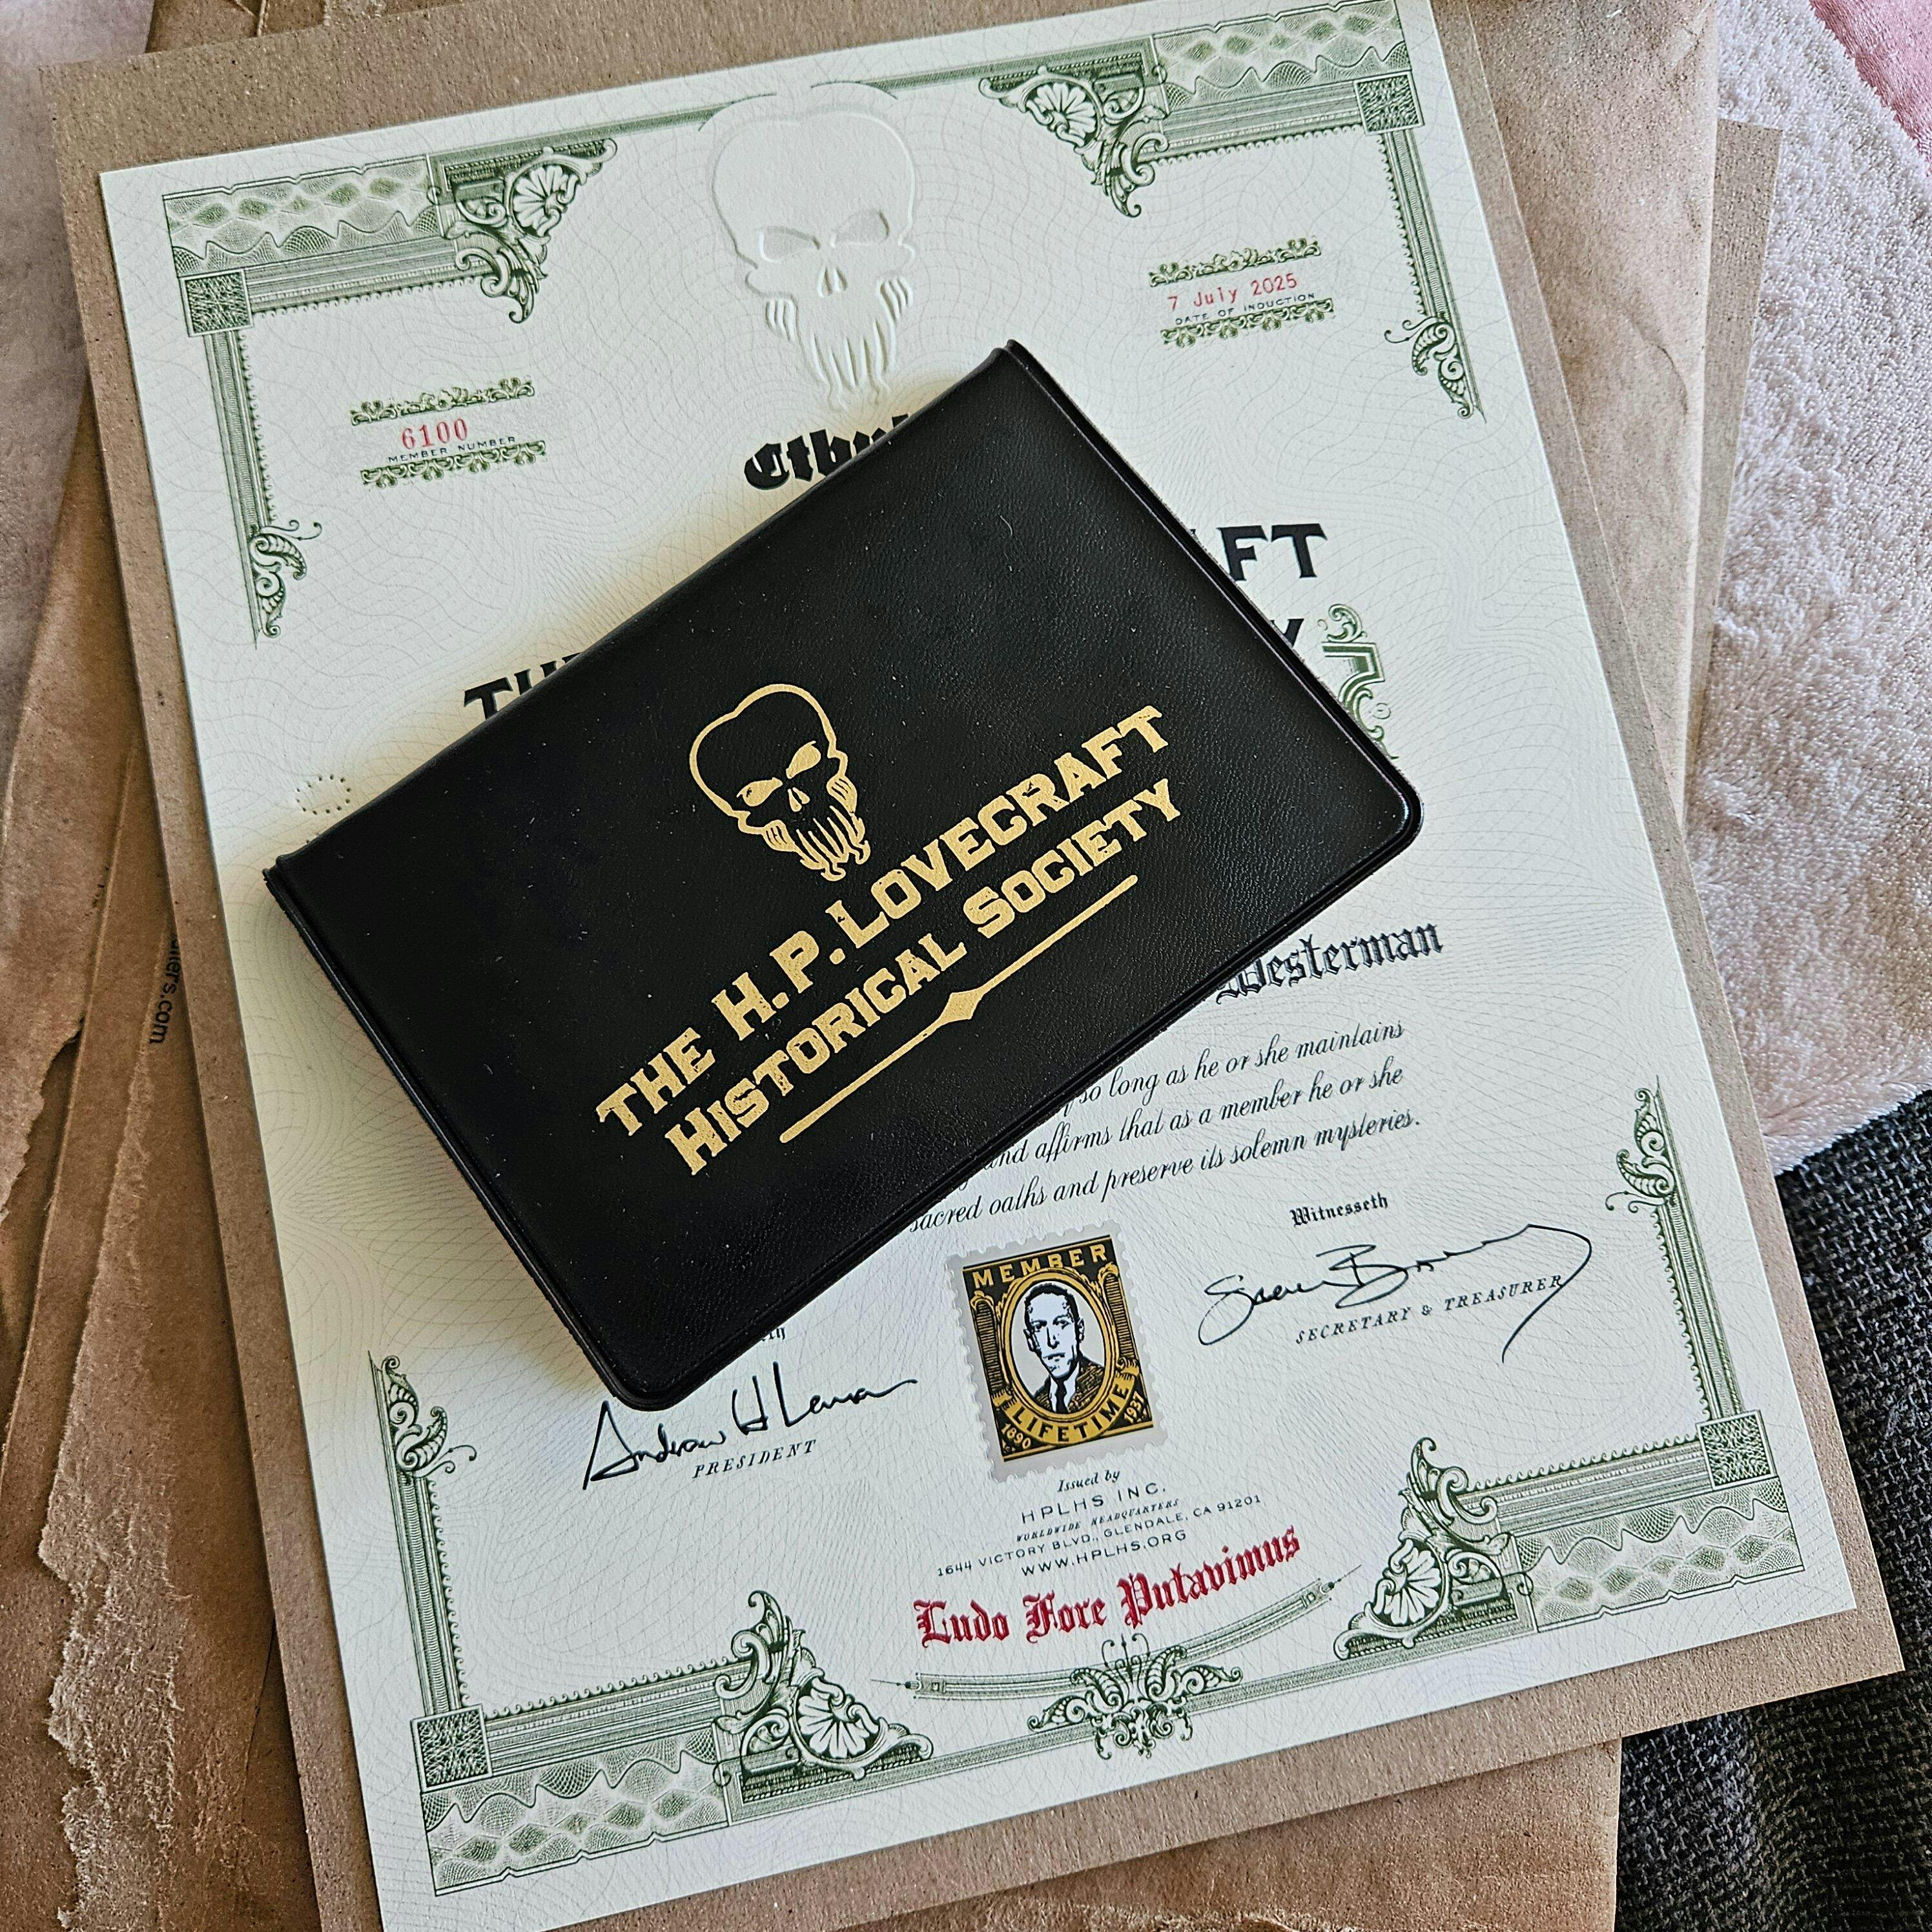 7 July 2025
DATE OF INDUCTION
6100
MEMBER NUMBER
THE H.P. LOVECRAFT
HISTORICAL SOCIETY
Westerman
so long as he or she maintains
and affirms that as a member he or she
sacred oaths and preserve its solemn mysteries.
Witnesseth
SECRETARY & TREASURER
PRESIDENT
MEMBER
LIFETIME
1890
1937
Issued by
HPLHS INC.
WORLDWIDE HEADQUARTERS
1644 VICTORY BLVD., GLENDALE, CA 91201
WWW.HPLHS.ORG
Ludo Fore Putavimus